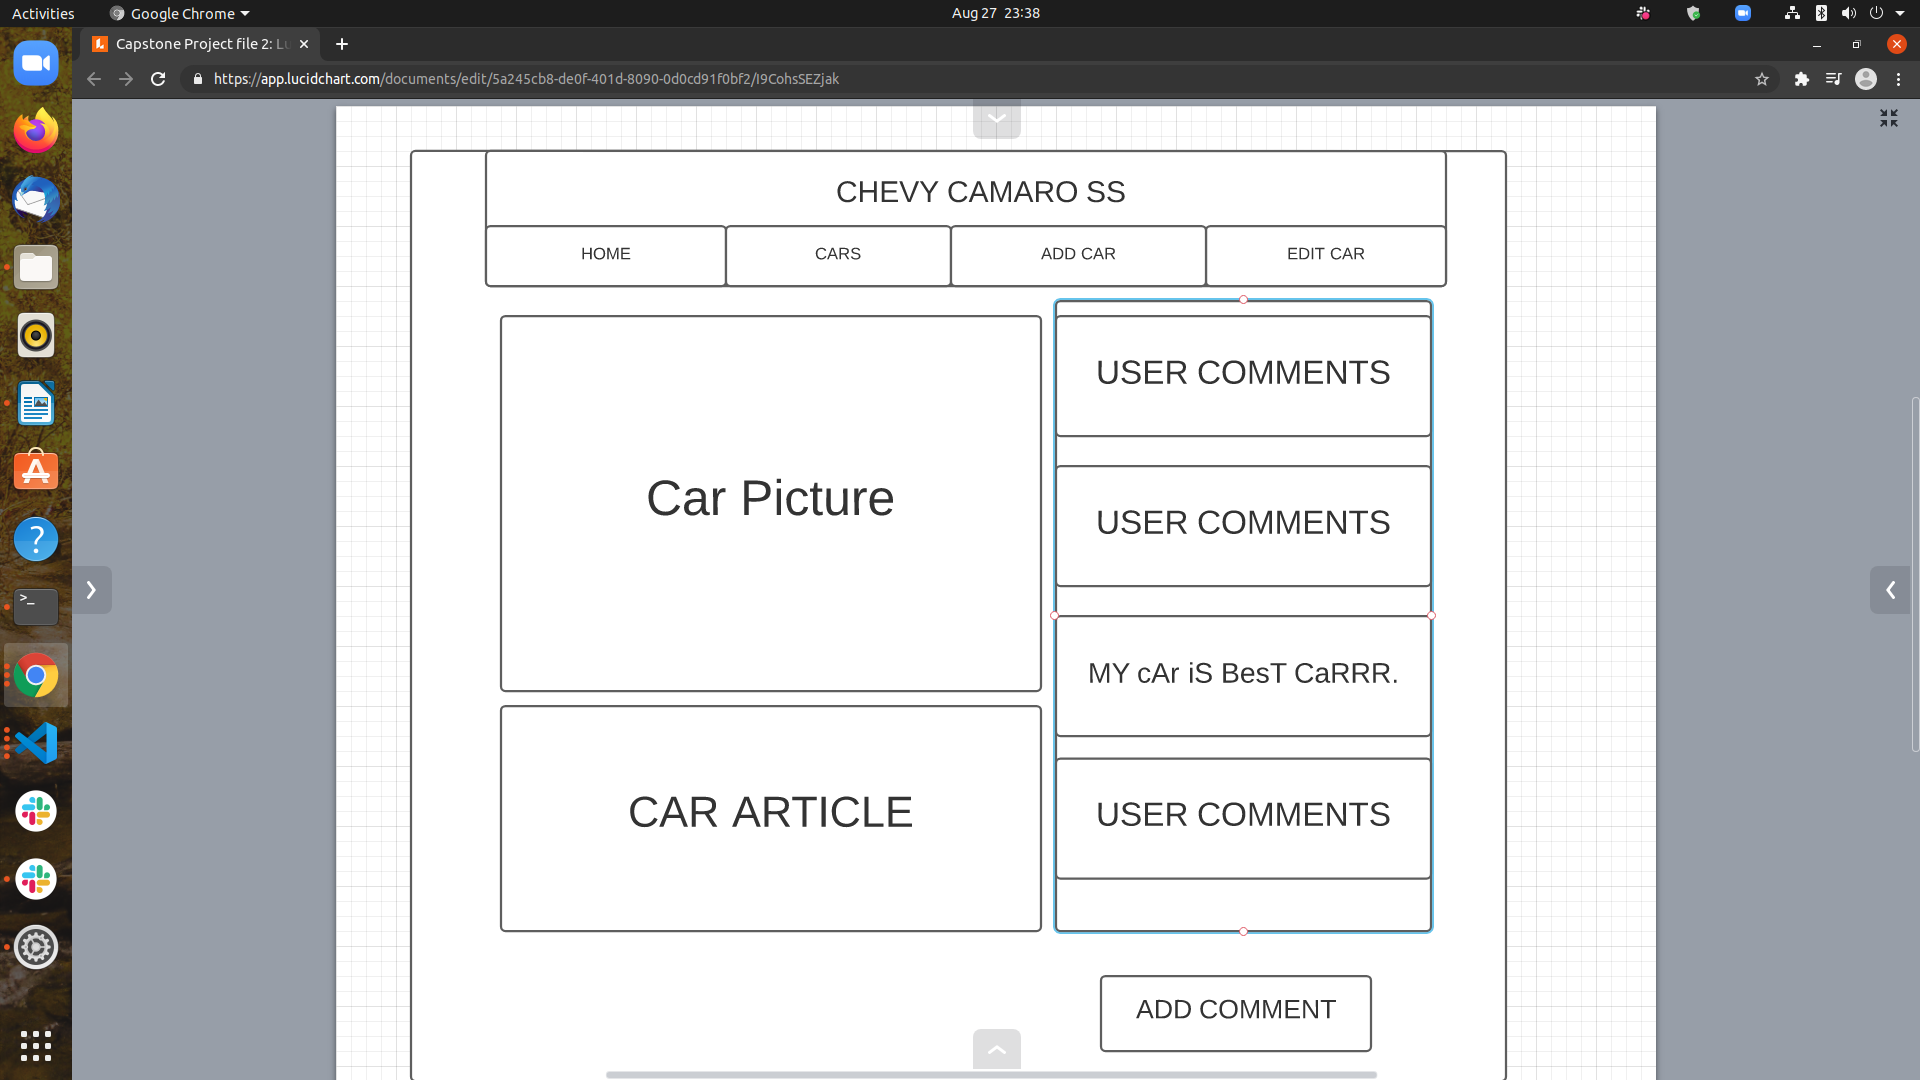 Activities
Google Chrome
Aug 27 23:38
Capstone Project file 2: Lu
https://app.lucidchart.com/documents/edit/5a245cb8-de0f-401d-8090-0d0cd91f0bf2/I9CohsSEZjak
CHEVY CAMARO SS
HOME
CARS
ADD CAR
EDIT CAR
Car Picture
CAR ARTICLE
USER COMMENTS
USER COMMENTS
MY cAr iS BesT CaRRR.
USER COMMENTS
ADD COMMENT